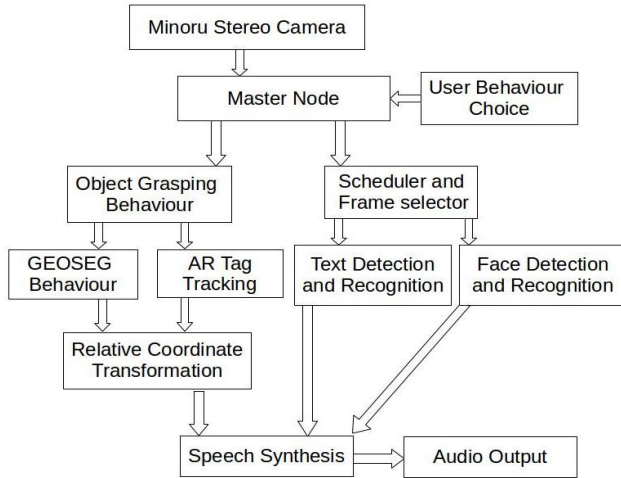 Minoru Stereo Camera
Master Node
User Behaviour
Choice
Object Grasping
Behaviour
Scheduler and
Frame selector
GEOSEG
Behaviour
AR Tag
Tracking
Text Detection
and Recognition
Face Detection
and Recognition
Relative Coordinate
Transformation
Speech Synthesis
Audio Output